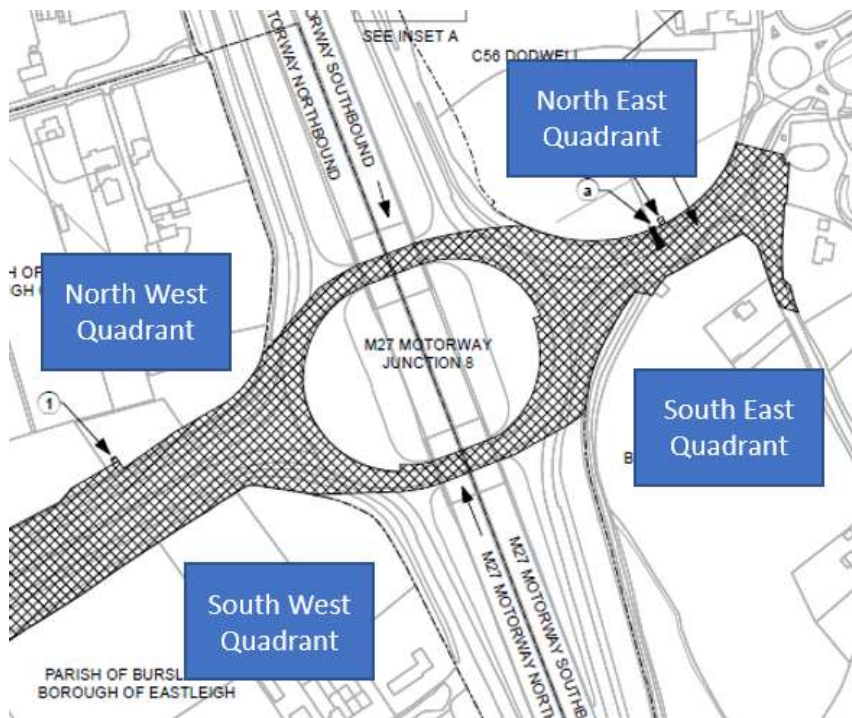 SEE INSET A
C56 DODWELL
MOTORWAY NORTHBOUND
MOTORWAY SOUTHBOUND
North East
Quadrant
a
North West
Quadrant
M27 MOTORWAY
JUNCTION 8
1
South East
Quadrant
South West
Quadrant
M27 MOTORWAY NORTH
M27 MOTORWAY SOUTHB
PARISH OF BURSL
BOROUGH OF EASTLEIGH